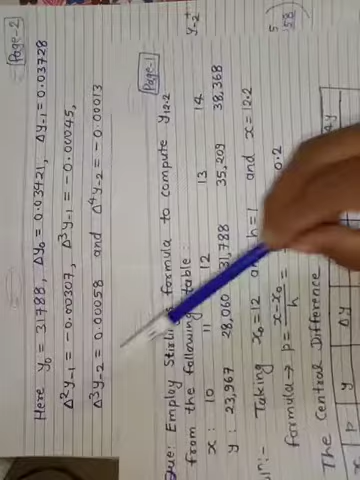 Page-2
Here y0 = 31788, Δy0 = 0.03421, Δy-1 = 0.03728
Δ²y-1 = -0.00307, Δ³y-1 = -0.00045,
Δ³y-2 = 0.00058 and Δ⁴y-2 = -0.00013
Page-1
Que: Employ Stirling formula to compute y12.2
from the following table:
x: 10 11 12 13 14
y: 23,967 28,060 31,788 35,209 38,368
Taking x0 = 12 h = 1 and x = 12.2
formula → p = x-x0/h = 0.2
The Central Difference
x p y Δy Δy